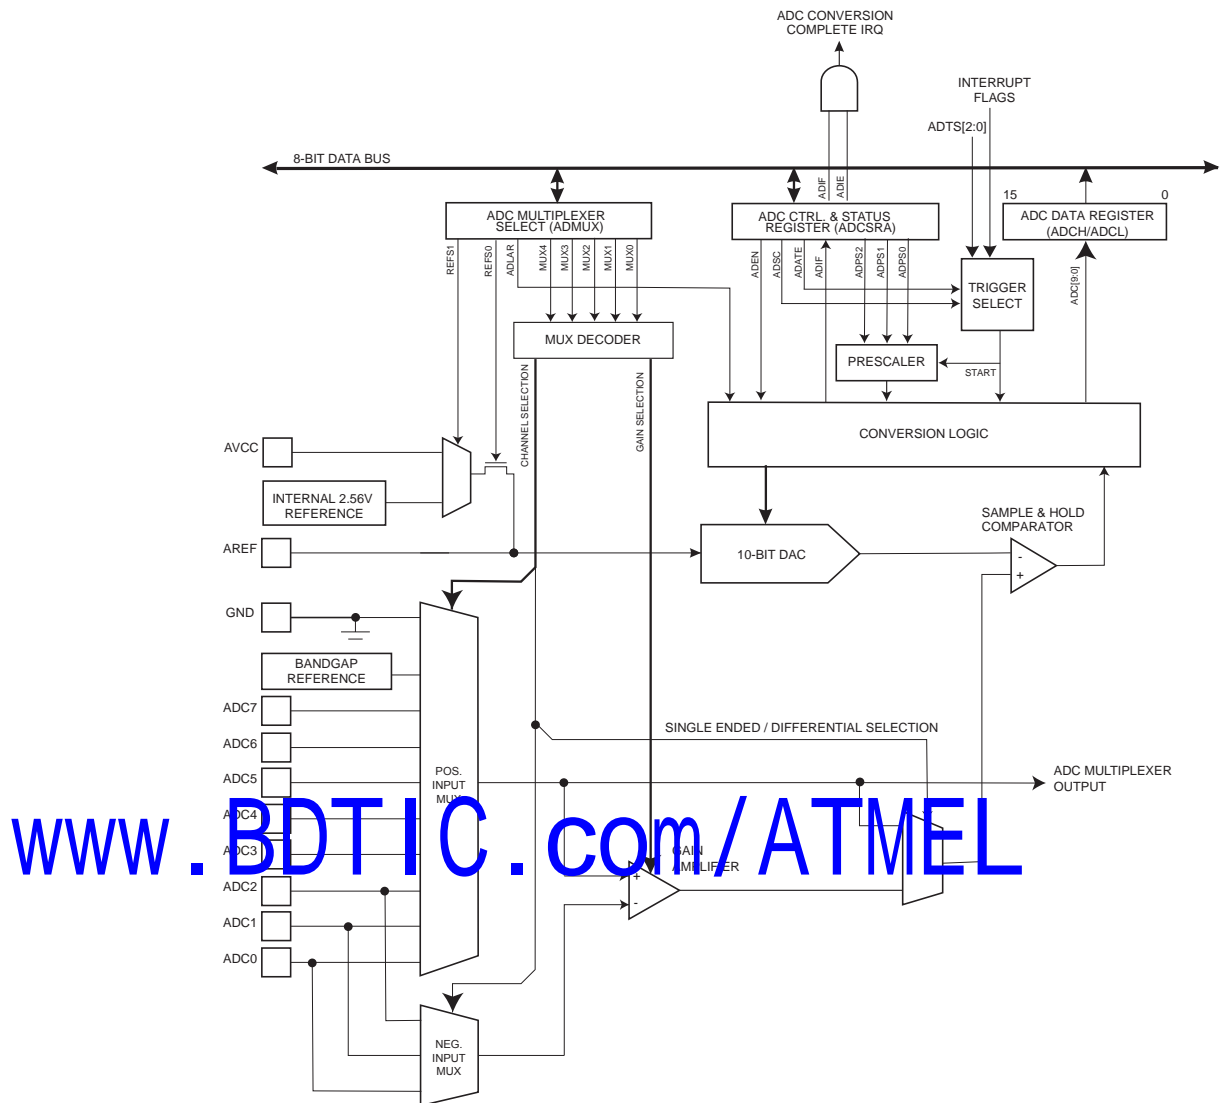 ADC CONVERSION
COMPLETE IRQ
INTERRUPT
FLAGS
ADTS[2:0]
8-BIT DATA BUS
ADIF
ADIE
15
0
ADC MULTIPLEXER
SELECT (ADMUX)
ADC CTRL. & STATUS
REGISTER (ADCSRA)
ADC DATA REGISTER
(ADCH/ADCL)
REFS1
REFS0
ADLAR
MUX4
MUX3
MUX2
MUX1
MUX0
ADEN
ADSC
ADATE
ADIF
ADPS2
ADPS1
ADPS0
ADC[9:0]
TRIGGER
SELECT
MUX DECODER
PRESCALER
START
CHANNEL SELECTION
GAIN SELECTION
CONVERSION LOGIC
AVCC
INTERNAL 2.56V
REFERENCE
SAMPLE & HOLD
COMPARATOR
AREF
10-BIT DAC
-
+
GND
BANDGAP
REFERENCE
ADC7
SINGLE ENDED / DIFFERENTIAL SELECTION
ADC6
ADC5
POS.
INPUT
MUX
ADC MULTIPLEXER
OUTPUT
ADC4
www.BDTIC.com/ATMEL
ADC3
GAIN
AMPLIFIER
+
-
ADC2
ADC1
ADC0
NEG.
INPUT
MUX